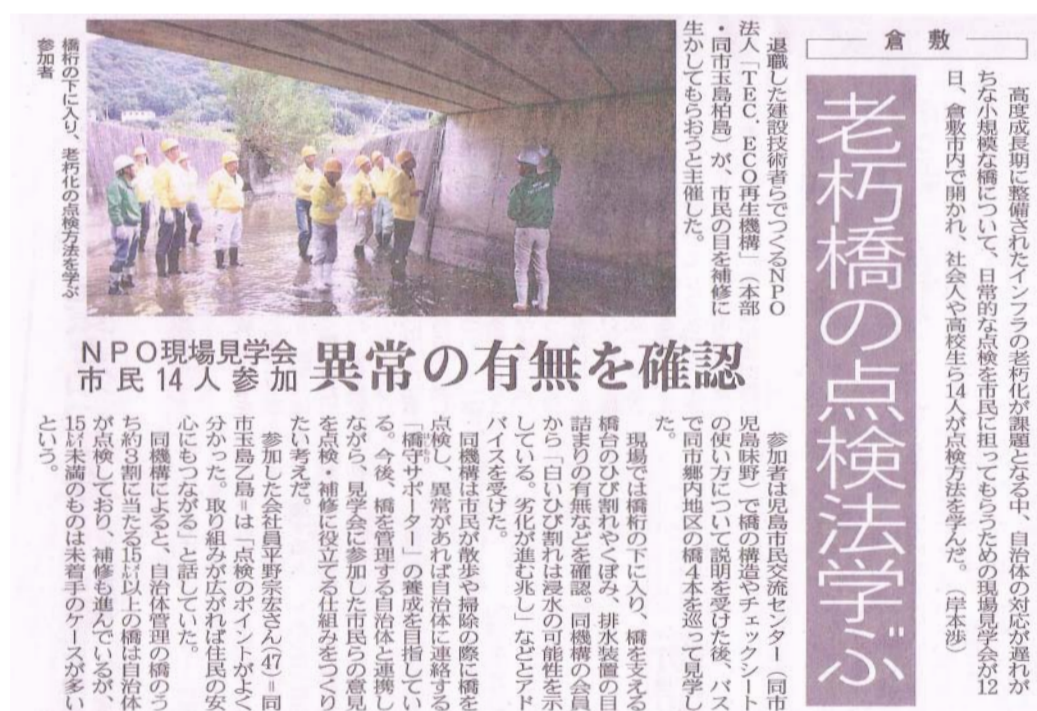 倉敷
老朽橋の点検法学ぶ
高度成長期に整備されたインフラの老朽化が課題となる中、自治体の対応が遅れが
ちな小規模な橋について、日常的な点検を市民に担ってもらうための現場見学会が12
日、倉敷市内で開かれ、社会人や高校生ら14人が点検方法を学んだ。（岸本渉）
退職した建設技術者らでつくるNPO
法人「TEC．ECO再生機構」（本部
・同市玉島柏島）が、市民の目を補修に
生かしてもらおうと主催した。
橋桁の下に入り、老朽化の点検方法を学ぶ
参加者
NPO現場見学会
市民14人参加
異常の有無を確認
参加者は児島市民交流センター（同市
児島味野）で橋の構造やチェックシート
の使い方について説明を受けた後、バス
で同市郷内地区の橋4本を巡って見学し
た。
現場では橋桁の下に入り、橋を支える
橋台のひび割れやくぼみ、排水装置の目
詰まりの有無などを確認。同機構の会員
から「白いひび割れは浸水の可能性を示
している。劣化が進む兆し」などとアド
バイスを受けた。
同機構は市民が散歩や掃除の際に橋を
点検し、異常があれば自治体に連絡する
「橋守サポーター」の養成を目指してい
る。今後、橋を管理する自治体と連携し
ながら、見学会に参加した市民らの意見
を点検・補修に役立てる仕組みをつくり
たい考えだ。
参加した会社員平野宗宏さん(47)＝同
市玉島乙島＝は「点検のポイントがよく
分かった。取り組みが広がれば住民の安
心にもつながる」と話していた。
同機構によると、自治体管理の橋のう
ち約3割に当たる15メートル以上の橋は自治体
が点検しており、補修も進んでいるが、
15メートル未満のものは未着手のケースが多い
という。